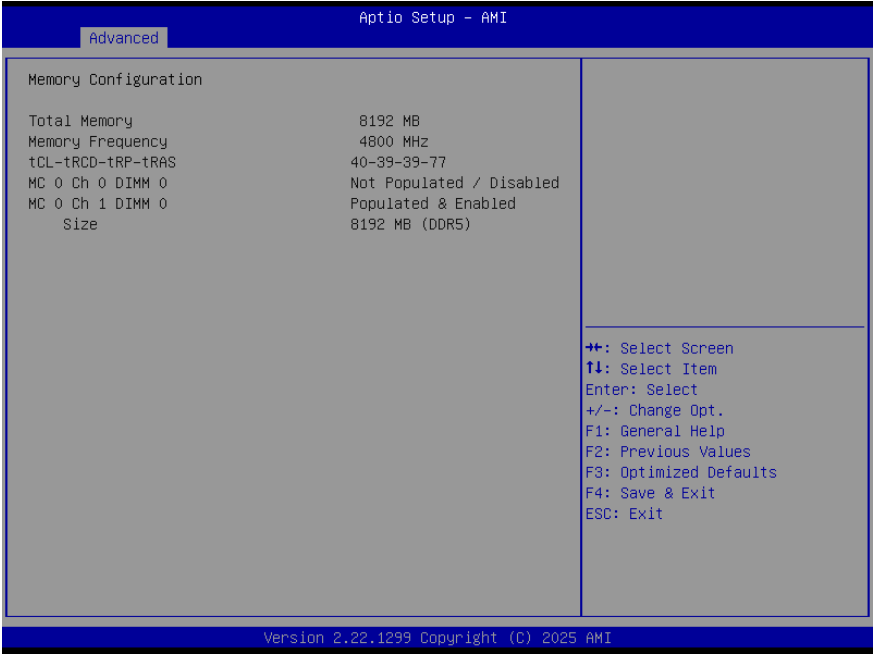 Aptio Setup – AMI
Advanced
Memory Configuration
Total Memory 8192 MB
Memory Frequency 4800 MHz
tCL-tRCD-tRP-tRAS 40-39-39-77
MC 0 Ch 0 DIMM 0 Not Populated / Disabled
MC 0 Ch 1 DIMM 0 Populated & Enabled
Size 8192 MB (DDR5)
→←: Select Screen
↑↓: Select Item
Enter: Select
+/-: Change Opt.
F1: General Help
F2: Previous Values
F3: Optimized Defaults
F4: Save & Exit
ESC: Exit
Version 2.22.1299 Copyright (C) 2025 AMI